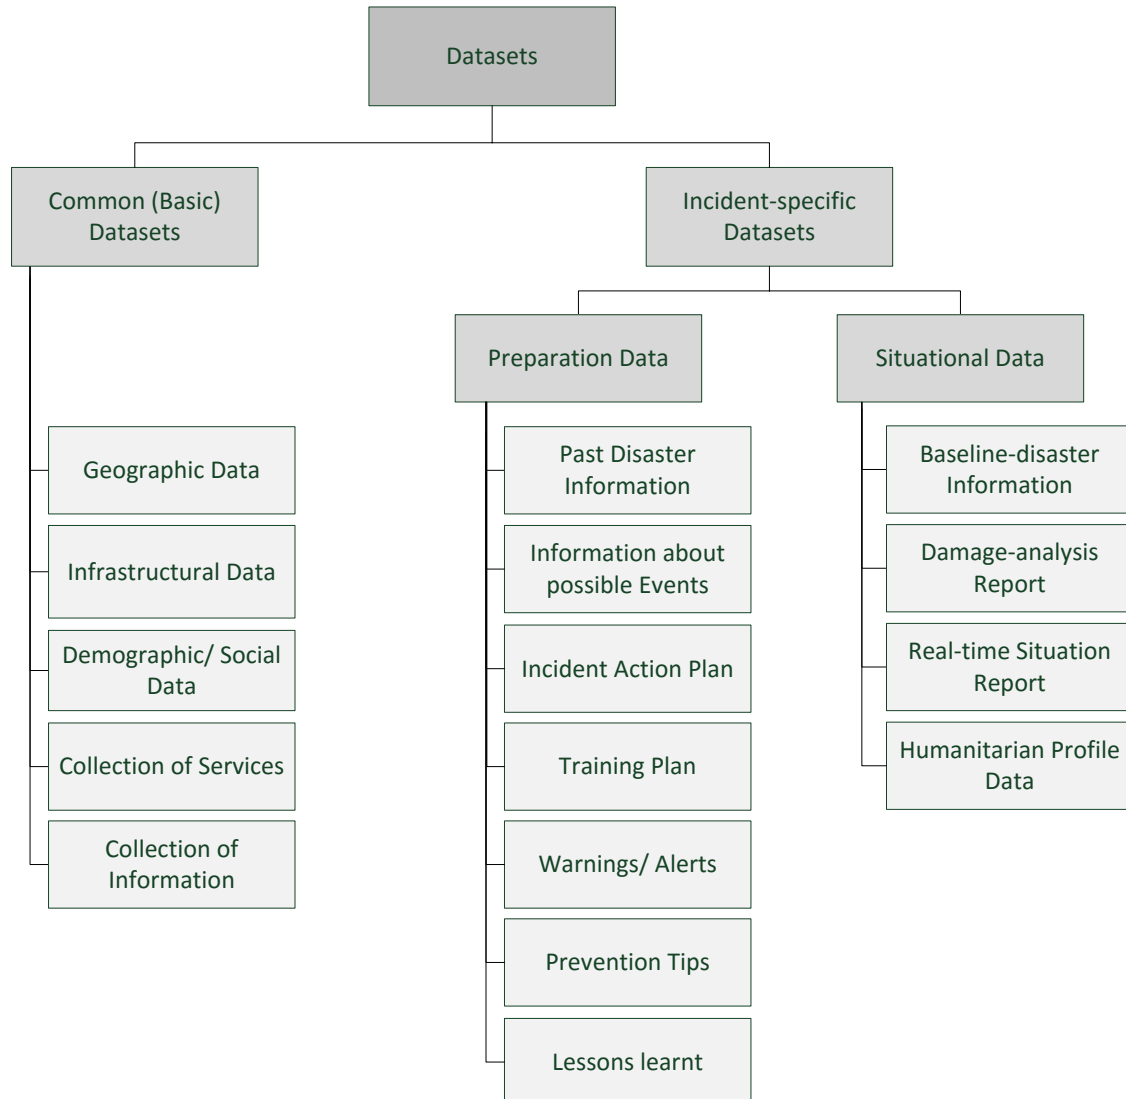 Datasets
Common (Basic)
Datasets
Incident-specific
Datasets
Preparation Data
Situational Data
Geographic Data
Infrastructural Data
Demographic/ Social
Data
Collection of Services
Collection of
Information
Past Disaster
Information
Information about
possible Events
Incident Action Plan
Training Plan
Warnings/ Alerts
Prevention Tips
Lessons learnt
Baseline-disaster
Information
Damage-analysis
Report
Real-time Situation
Report
Humanitarian Profile
Data